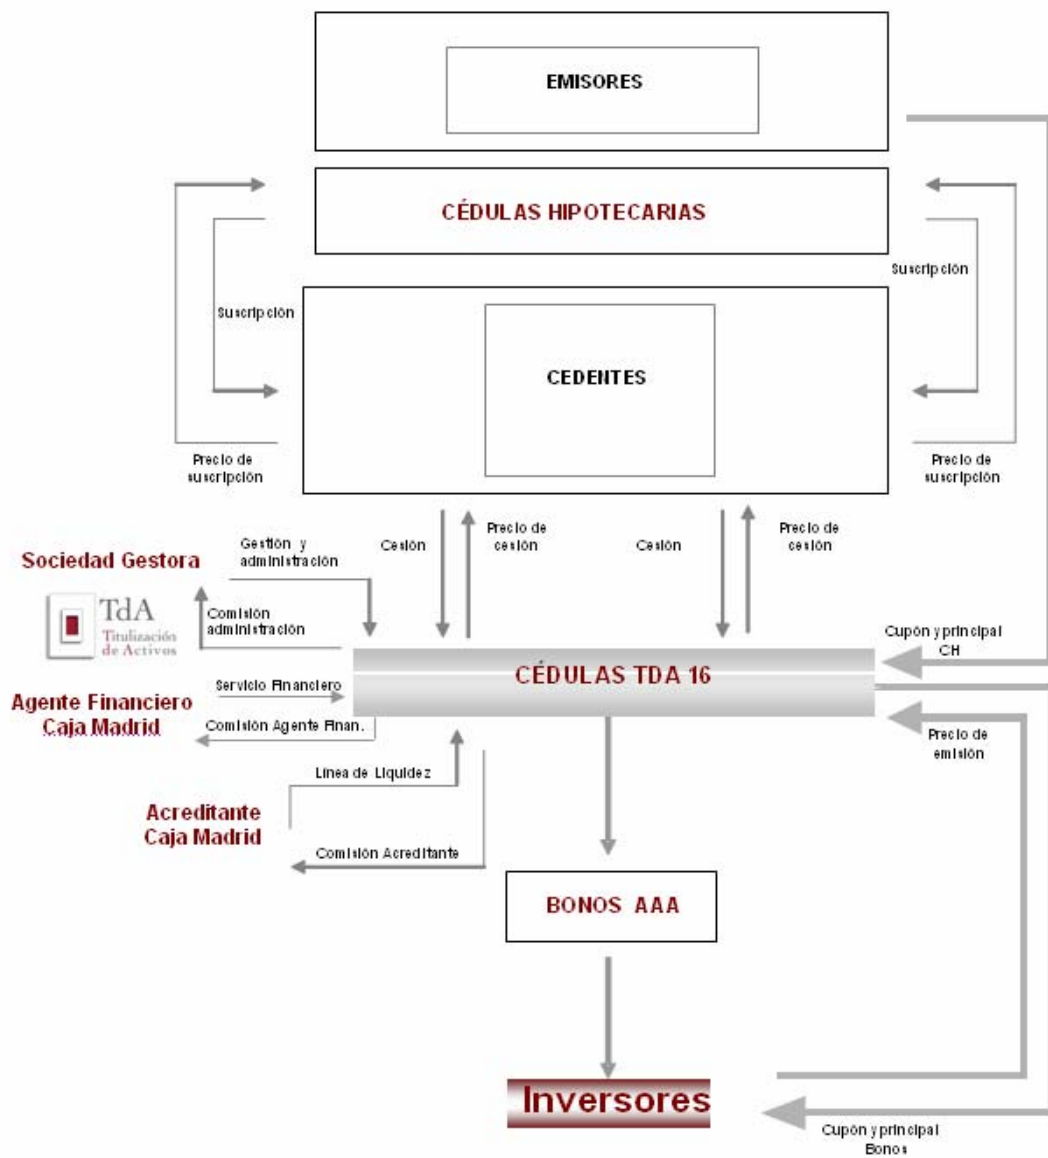 EMISORES
CÉDULAS HIPOTECARIAS
Suscripción
Suscripción
CEDENTES
Precio de
suscripción
Precio de
suscripción
Sociedad Gestora
Gestión y
administración
Cesión
Precio de
cesión
Cesión
Precio de
cesión
TdA
Titulización
de Activos
Comisión
administración
Cupón y principal
CH
CÉDULAS TDA 16
Agente Financiero
Caja Madrid
Servicio Financiero
Comisión Agente Finan.
Precio de
emisión
Línea de Liquidez
Acreditante
Caja Madrid
Comisión Acreditante
BONOS AAA
Inversores
Cupón y principal
Bonos